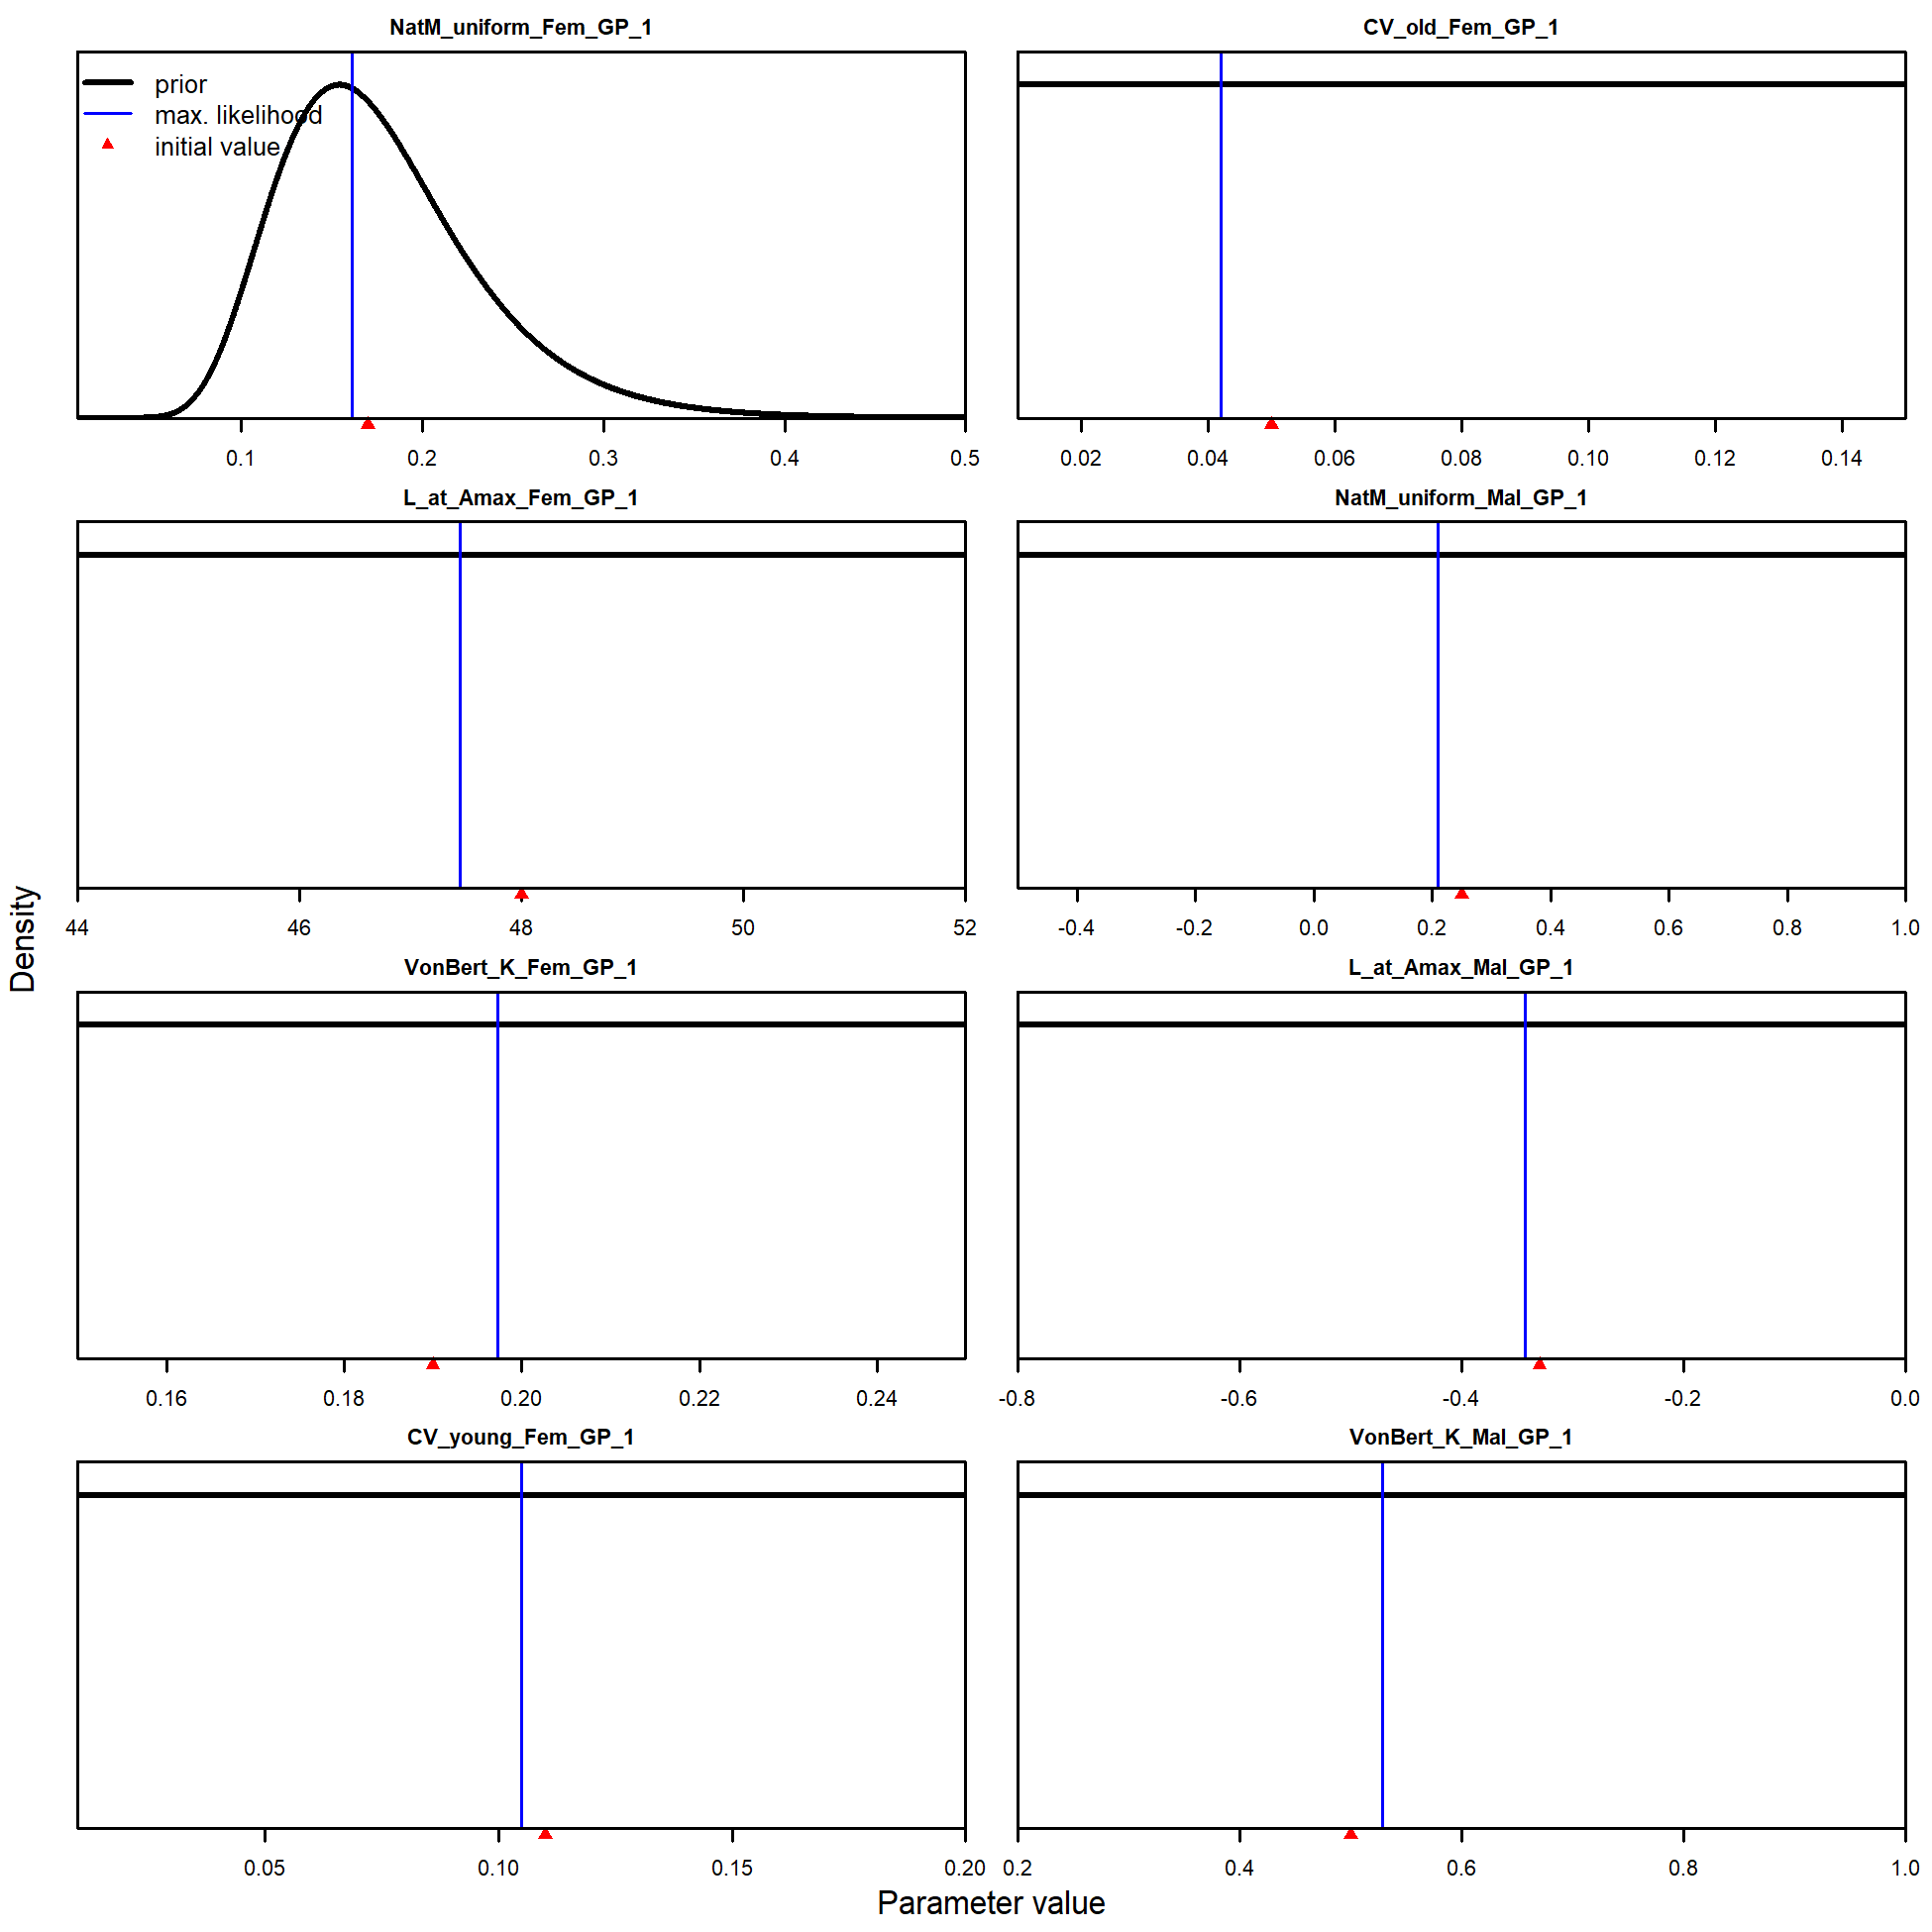 NatM_uniform_Fem_GP_1
prior
max. likelihood
initial value
0.1 0.2 0.3 0.4 0.5
CV_old_Fem_GP_1
0.02 0.04 0.06 0.08 0.10 0.12 0.14
L_at_Amax_Fem_GP_1
44 46 48 50 52
NatM_uniform_Mal_GP_1
-0.4 -0.2 0.0 0.2 0.4 0.6 0.8 1.0
VonBert_K_Fem_GP_1
0.16 0.18 0.20 0.22 0.24
L_at_Amax_Mal_GP_1
-0.8 -0.6 -0.4 -0.2 0.0
CV_young_Fem_GP_1
0.05 0.10 0.15 0.20
VonBert_K_Mal_GP_1
0.2 0.4 0.6 0.8 1.0
Density
Parameter value